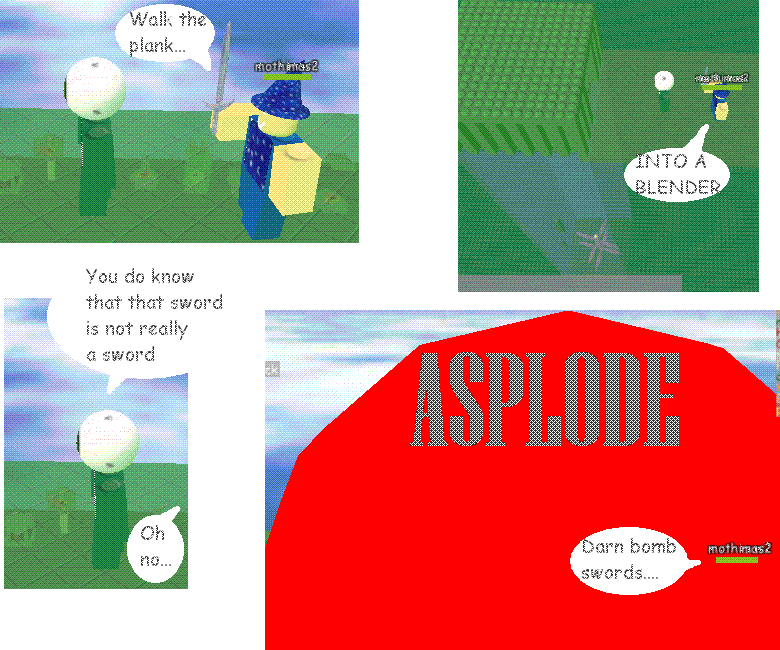 Walk the
plank...
mothmas2
INTO A
BLENDER
You do know
that that sword
is not really
a sword
Oh
no...
ck
ASPLODE
Darn bomb
swords....